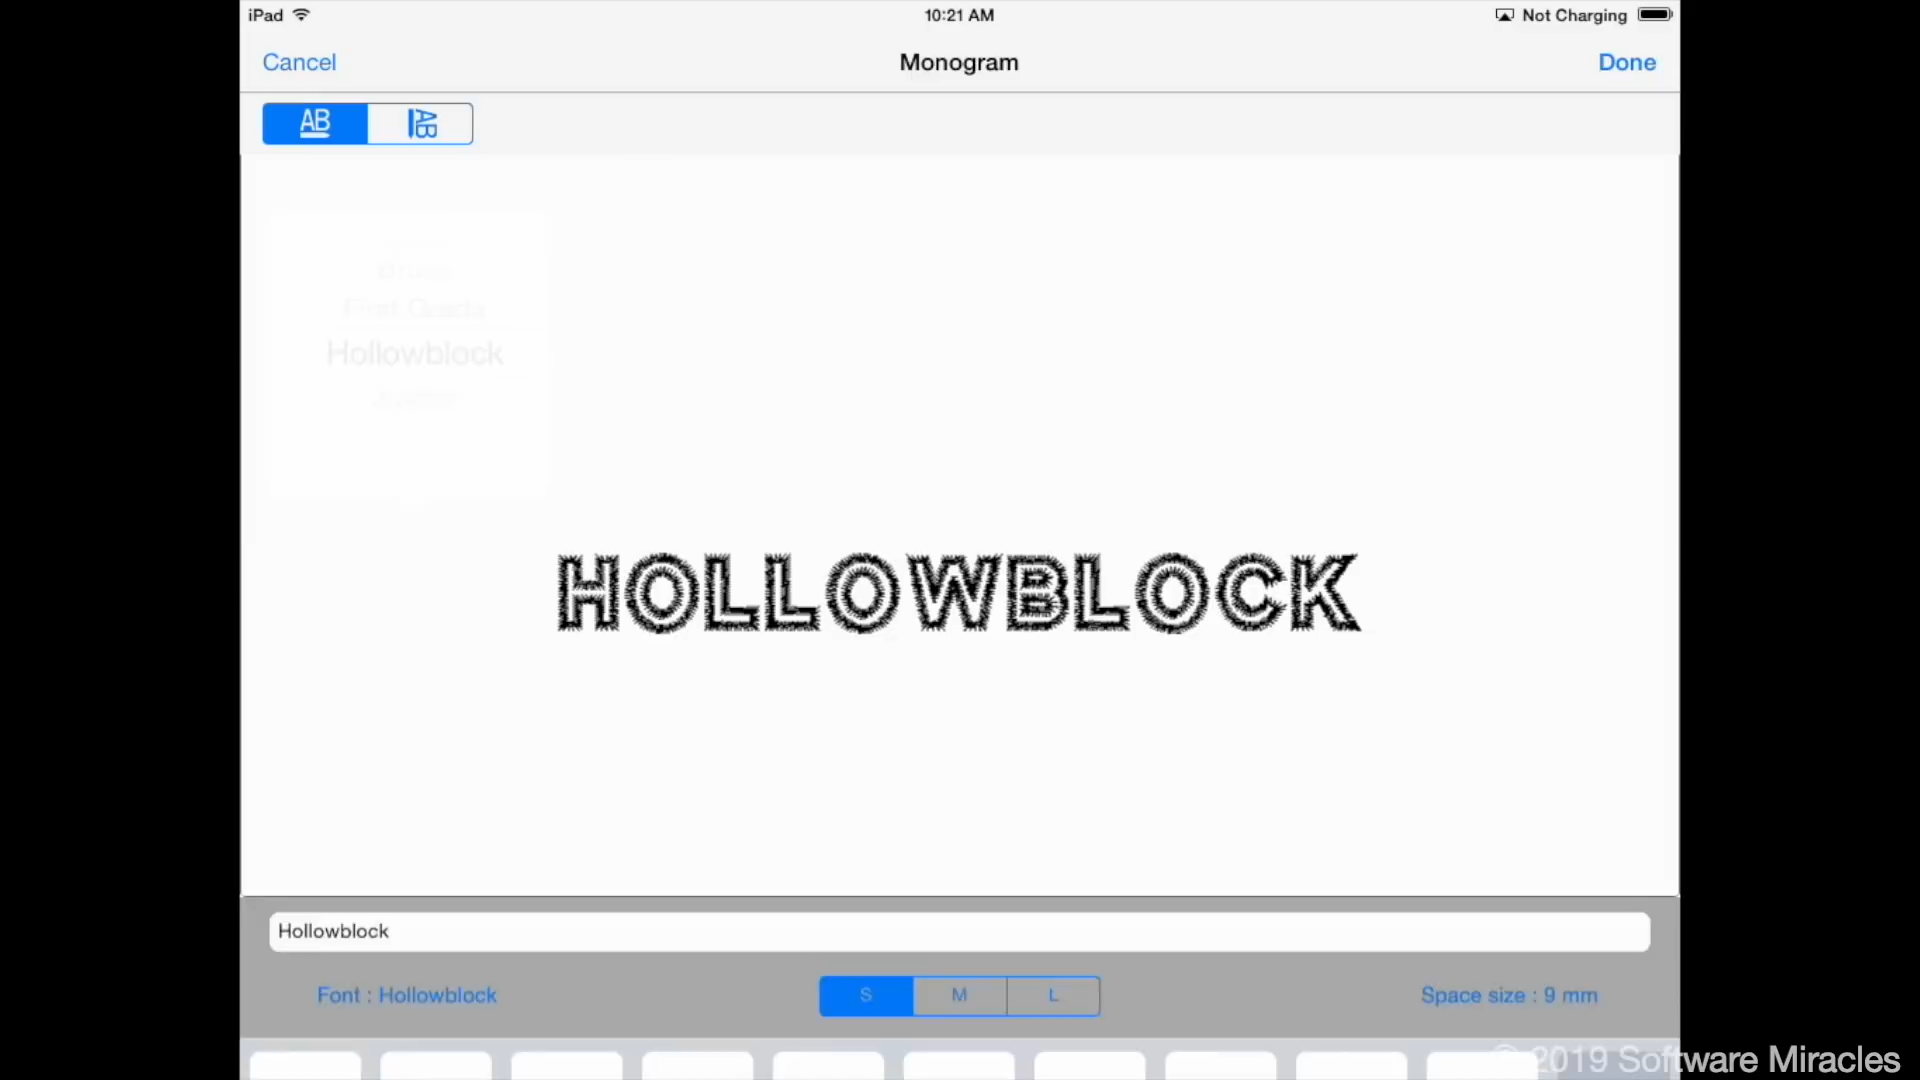 iPad
10:21 AM
Not Charging
Cancel
Monogram
Done
AB
AB
Hollowblock
HOLLOWBLOCK
Hollowblock
Font : Hollowblock
S
M
L
Space size : 9 mm
© 2019 Software Miracles